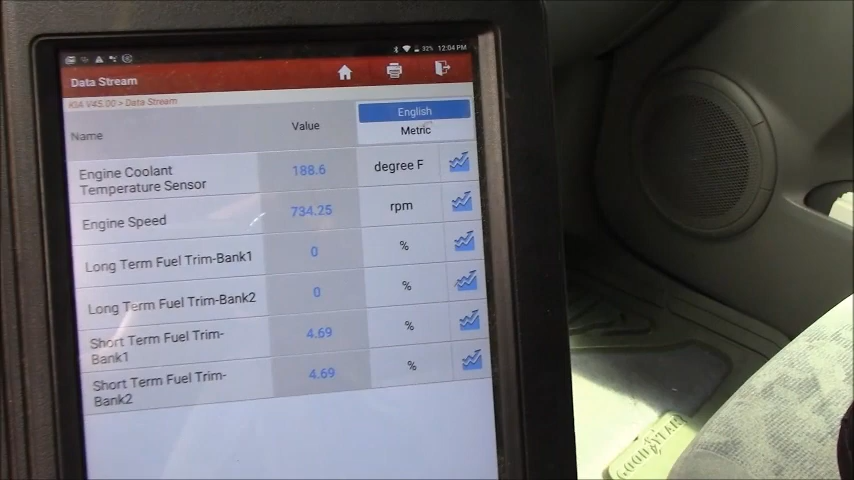 32% 12:04 PM
Data Stream
KIA V45.00 > Data Stream
Name
Value
English
Metric
Engine Coolant
Temperature Sensor
188.6
degree F
Engine Speed
734.25
rpm
Long Term Fuel Trim-Bank1
0
%
Long Term Fuel Trim-Bank2
0
%
Short Term Fuel Trim-
Bank1
4.69
%
Short Term Fuel Trim-
Bank2
4.69
%
GOODYEAR